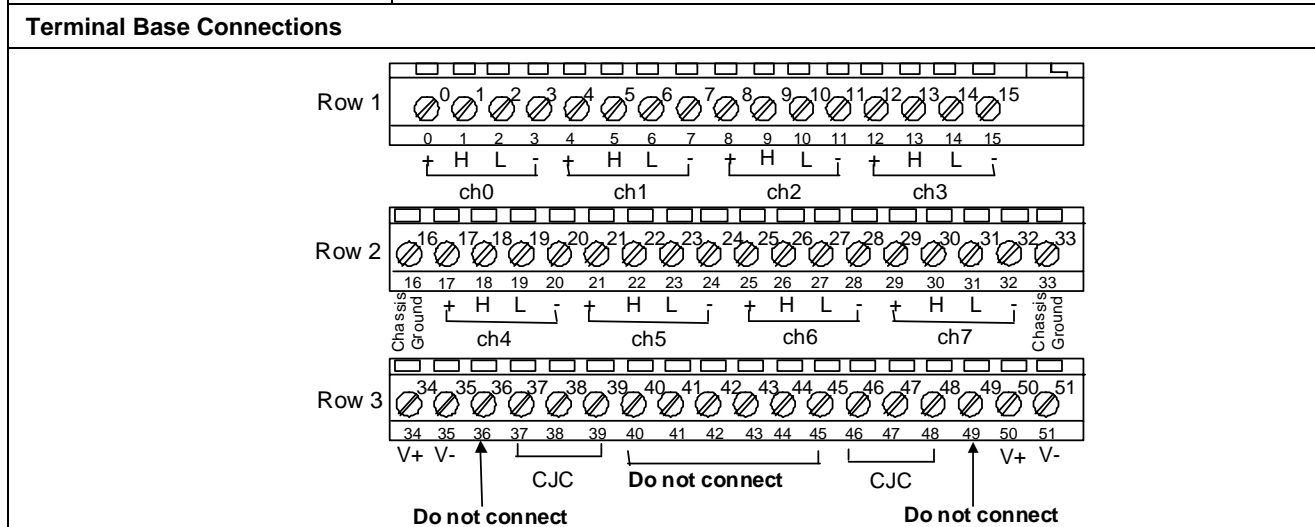 Terminal Base Connections
Row 1
0 1 2 3 4 5 6 7 8 9 10 11 12 13 14 15
0 1 2 3 4 5 6 7 8 9 10 11 12 13 14 15
+ H L - + H L - + H L - + H L -
ch0 ch1 ch2 ch3
Row 2
16 17 18 19 20 21 22 23 24 25 26 27 28 29 30 31 32 33
16 17 18 19 20 21 22 23 24 25 26 27 28 29 30 31 32 33
Chassis Ground
+ H L - + H L - + H L - + H L -
Chassis Ground
ch4 ch5 ch6 ch7
Row 3
34 35 36 37 38 39 40 41 42 43 44 45 46 47 48 49 50 51
34 35 36 37 38 39 40 41 42 43 44 45 46 47 48 49 50 51
V+ V- V+ V-
CJC Do not connect CJC
Do not connect Do not connect